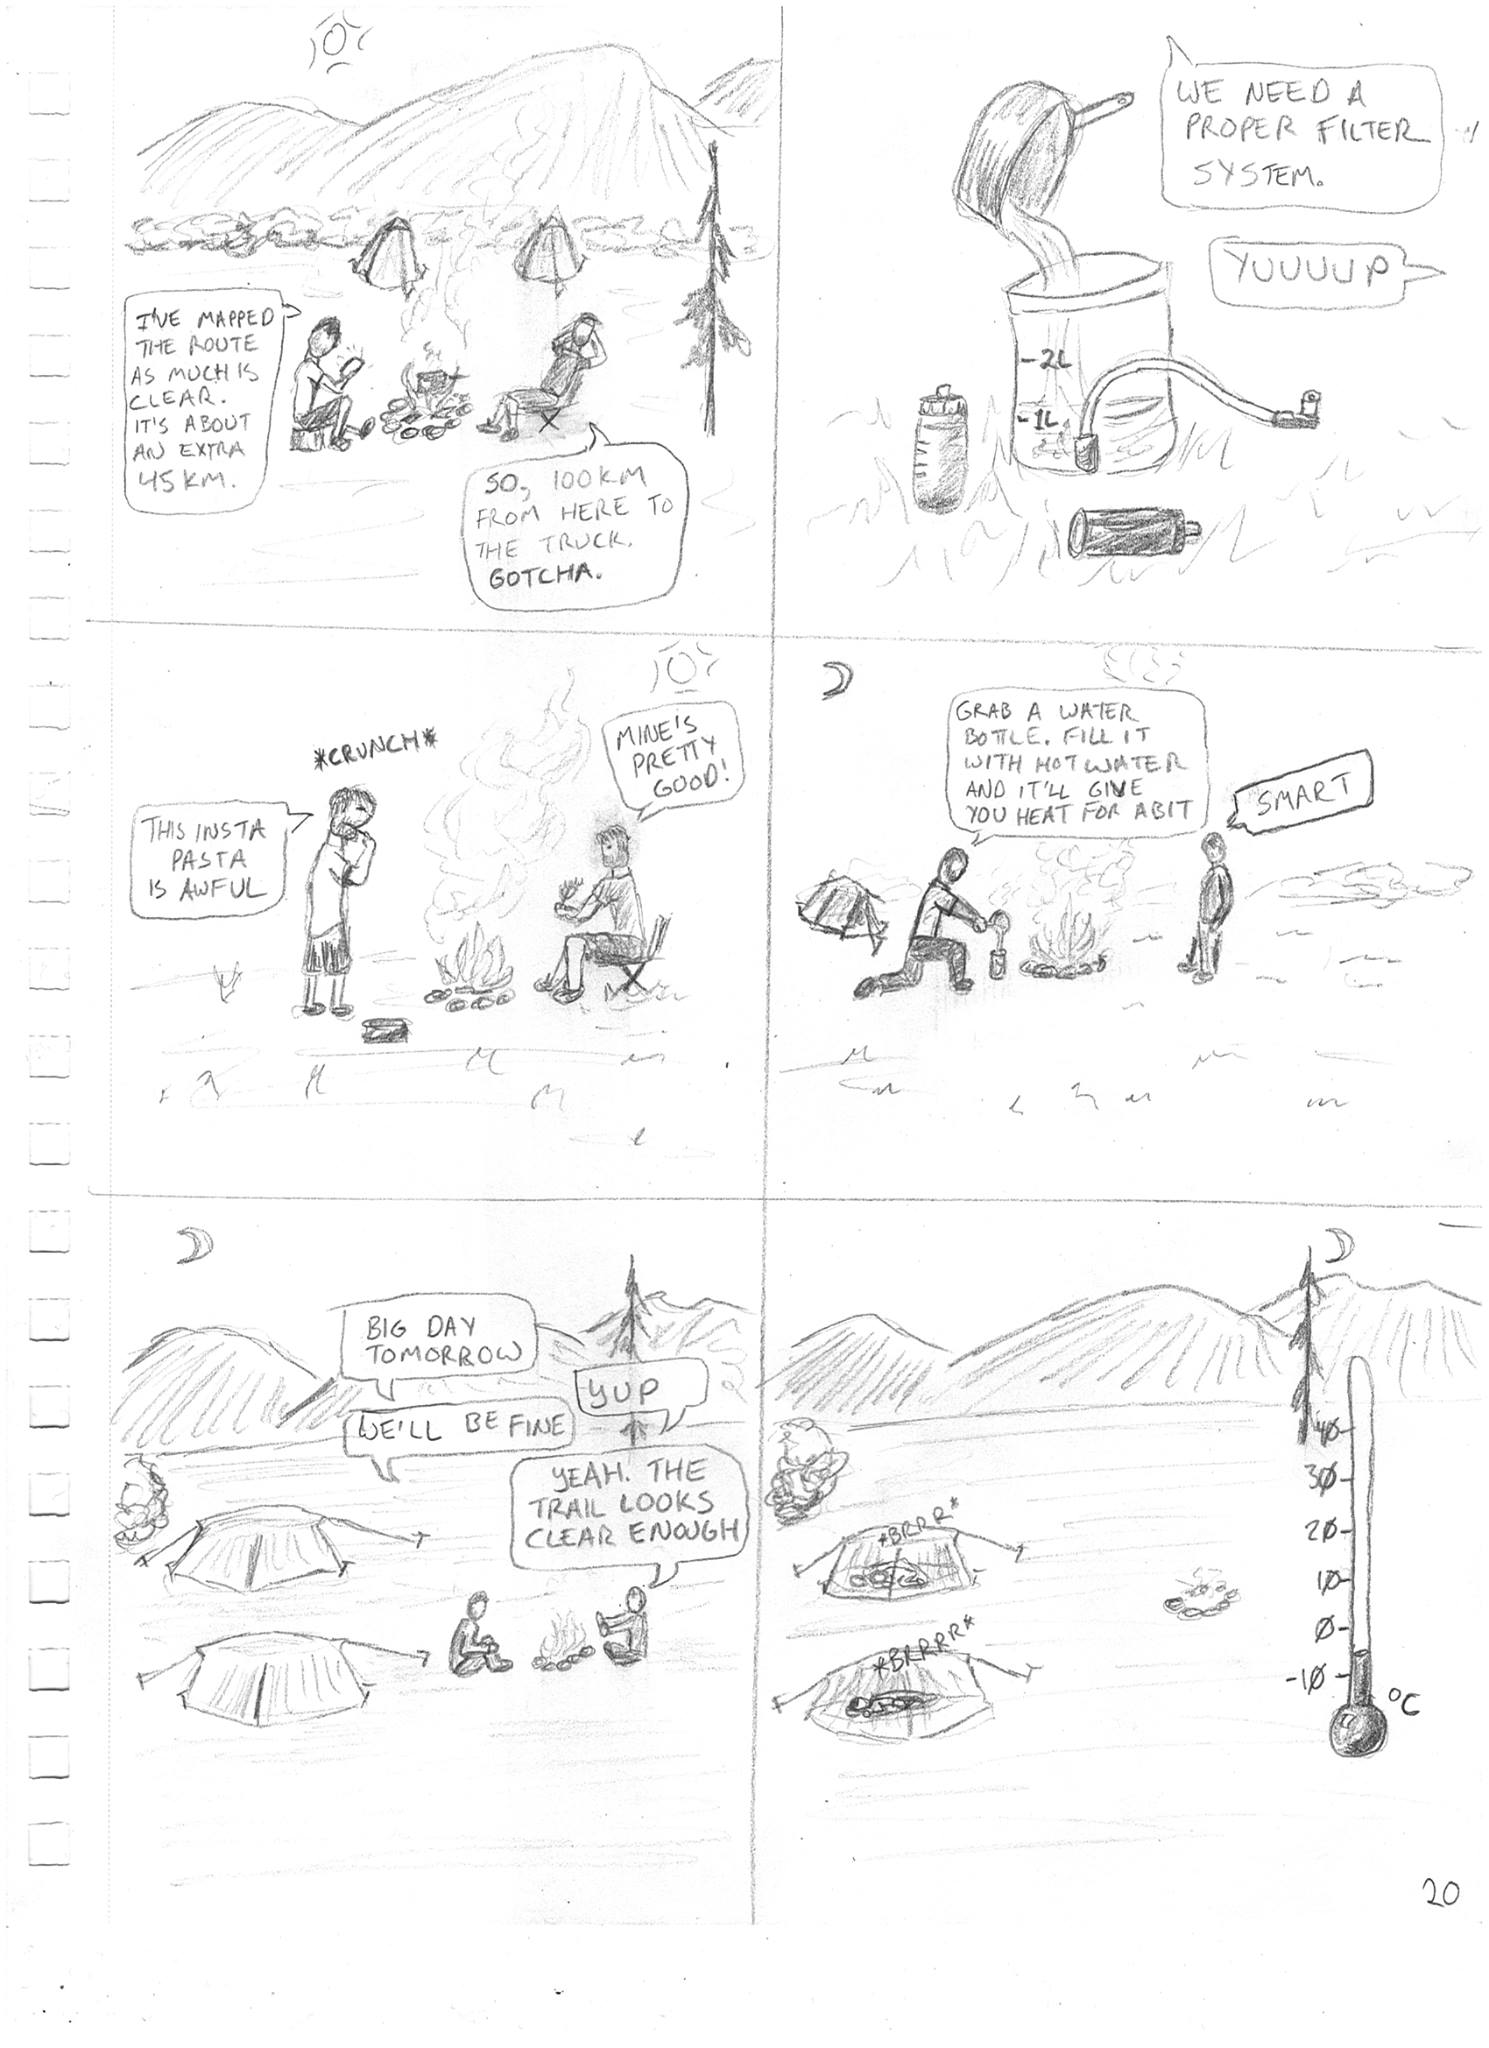 I'VE MAPPED
THE ROUTE
AS MUCH IS
CLEAR.
IT'S ABOUT
AN EXTRA
45KM.
SO, 100KM
FROM HERE TO
THE TRUCK.
GOTCHA.
WE NEED A
PROPER FILTER
SYSTEM.
YUUUUP
-2L
-1L
*CRUNCH*
THIS INSTA
PASTA
IS AWFUL
MINE'S
PRETTY
GOOD!
GRAB A WATER
BOTTLE. FILL IT
WITH HOT WATER
AND IT'LL GIVE
YOU HEAT FOR A BIT
SMART
BIG DAY
TOMORROW
YUP
WE'LL BE FINE
YEAH. THE
TRAIL LOOKS
CLEAR ENOUGH
*BRRR*
*BRRRR*
40-
30-
20-
10-
0-
-10-
°C
20